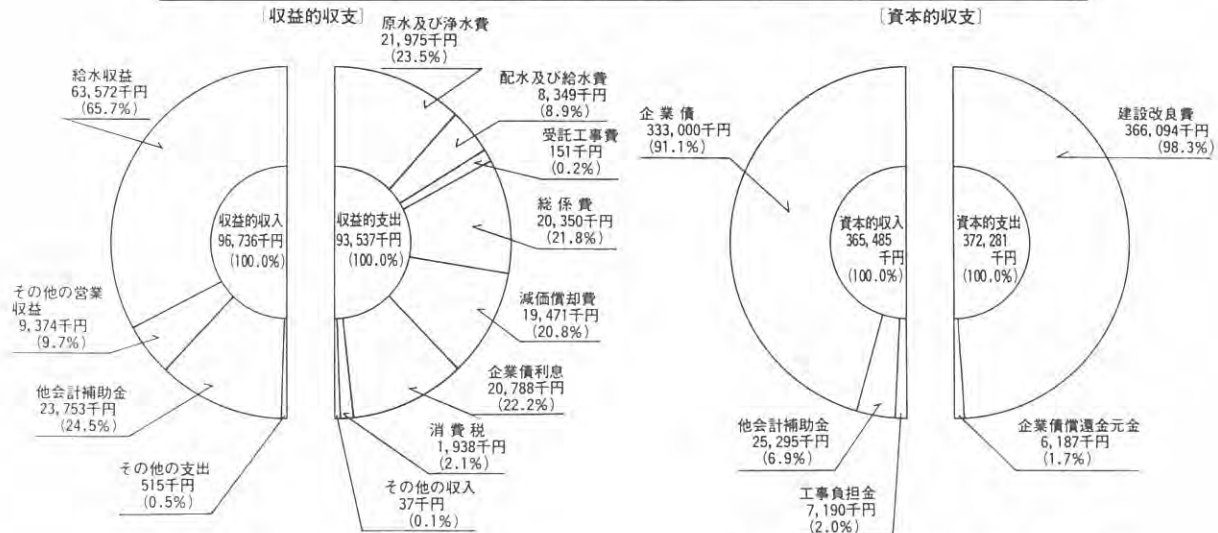 [収益的収支]
原水及び浄水費
21,975千円
(23.5%)
給水収益
63,572千円
(65.7%)
配水及び給水費
8,349千円
(8.9%)
受託工事費
151千円
(0.2%)
総係費
20,350千円
(21.8%)
収益的収入
96,736千円
(100.0%)
収益的支出
93,537千円
(100.0%)
その他の営業
収益
9,374千円
(9.7%)
減価償却費
19,471千円
(20.8%)
他会計補助金
23,753千円
(24.5%)
企業債利息
20,788千円
(22.2%)
消費税
1,938千円
(2.1%)
その他の支出
515千円
(0.5%)
その他の収入
37千円
(0.1%)
[資本的収支]
企業債
333,000千円
(91.1%)
建設改良費
366,094千円
(98.3%)
資本的収入
365,485
千円
(100.0%)
資本的支出
372,281
千円
(100.0%)
他会計補助金
25,295千円
(6.9%)
工事負担金
7,190千円
(2.0%)
企業債償還金元金
6,187千円
(1.7%)